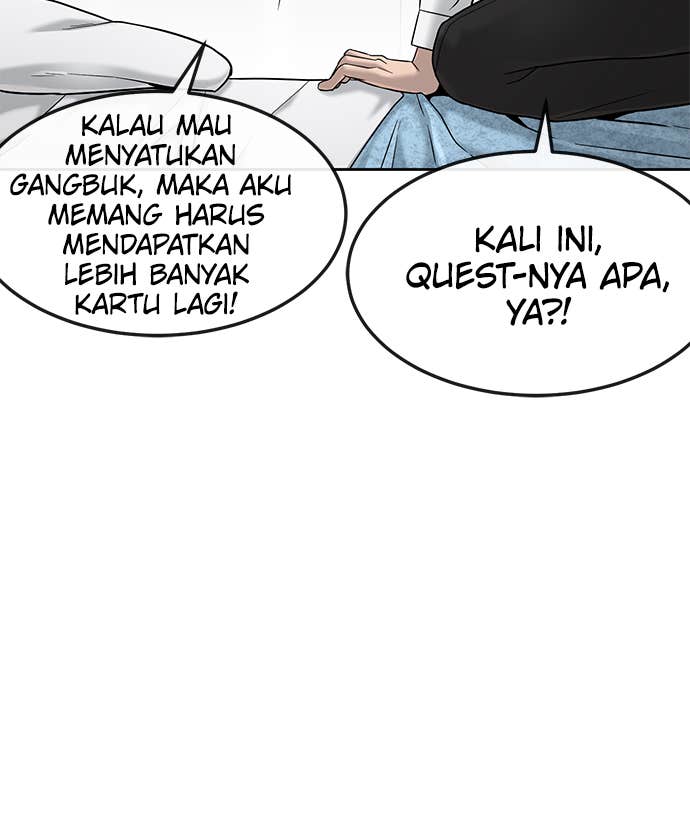 KALAU MAU
MENYATUKAN
GANGBUK, MAKA AKU
MEMANG HARUS
MENDAPATKAN
LEBIH BANYAK
KARTU LAGI!
KALI INI,
QUEST-NYA APA,
YA?!